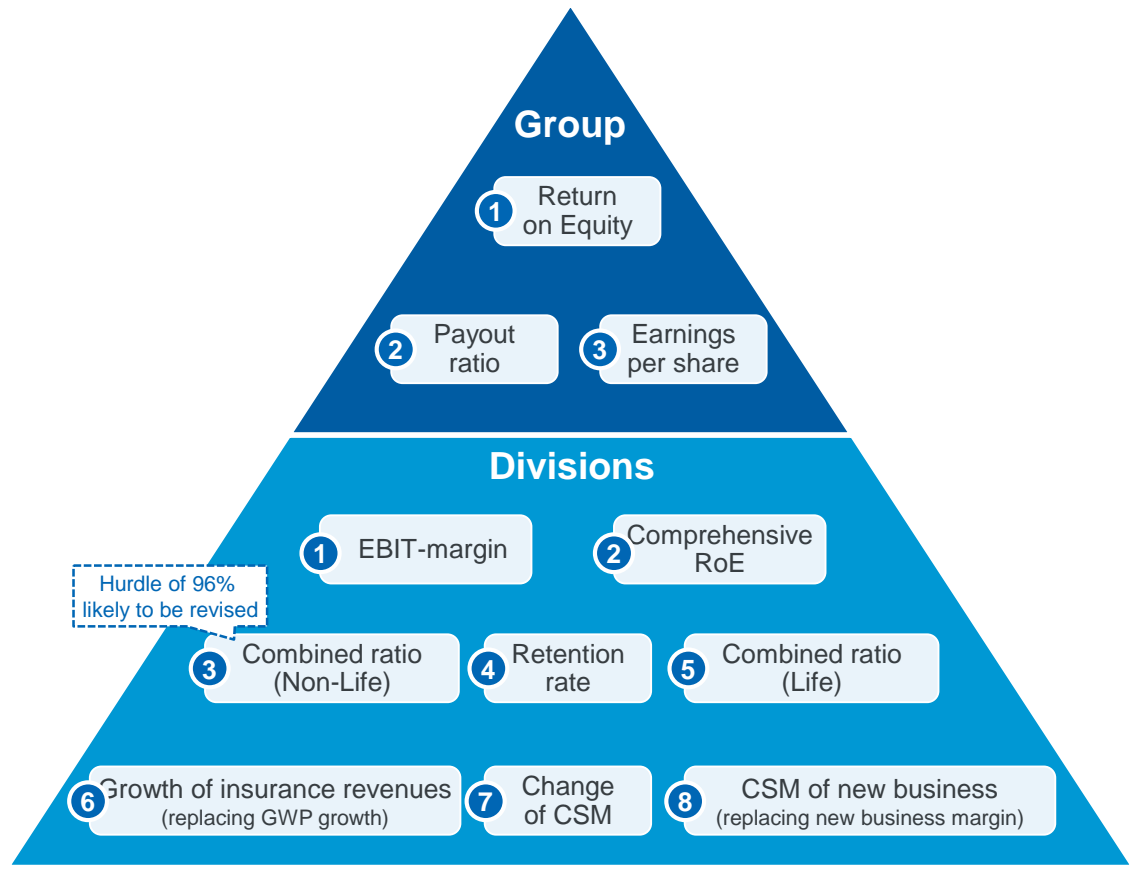 Group
1
Return
on Equity
2
Payout
ratio
3
Earnings
per share
Divisions
1
EBIT-margin
2
Comprehensive
RoE
Hurdle of 96%
likely to be revised
3
Combined ratio
(Non-Life)
4
Retention
rate
5
Combined ratio
(Life)
6
Growth of insurance revenues
(replacing GWP growth)
7
Change
of CSM
8
CSM of new business
(replacing new business margin)